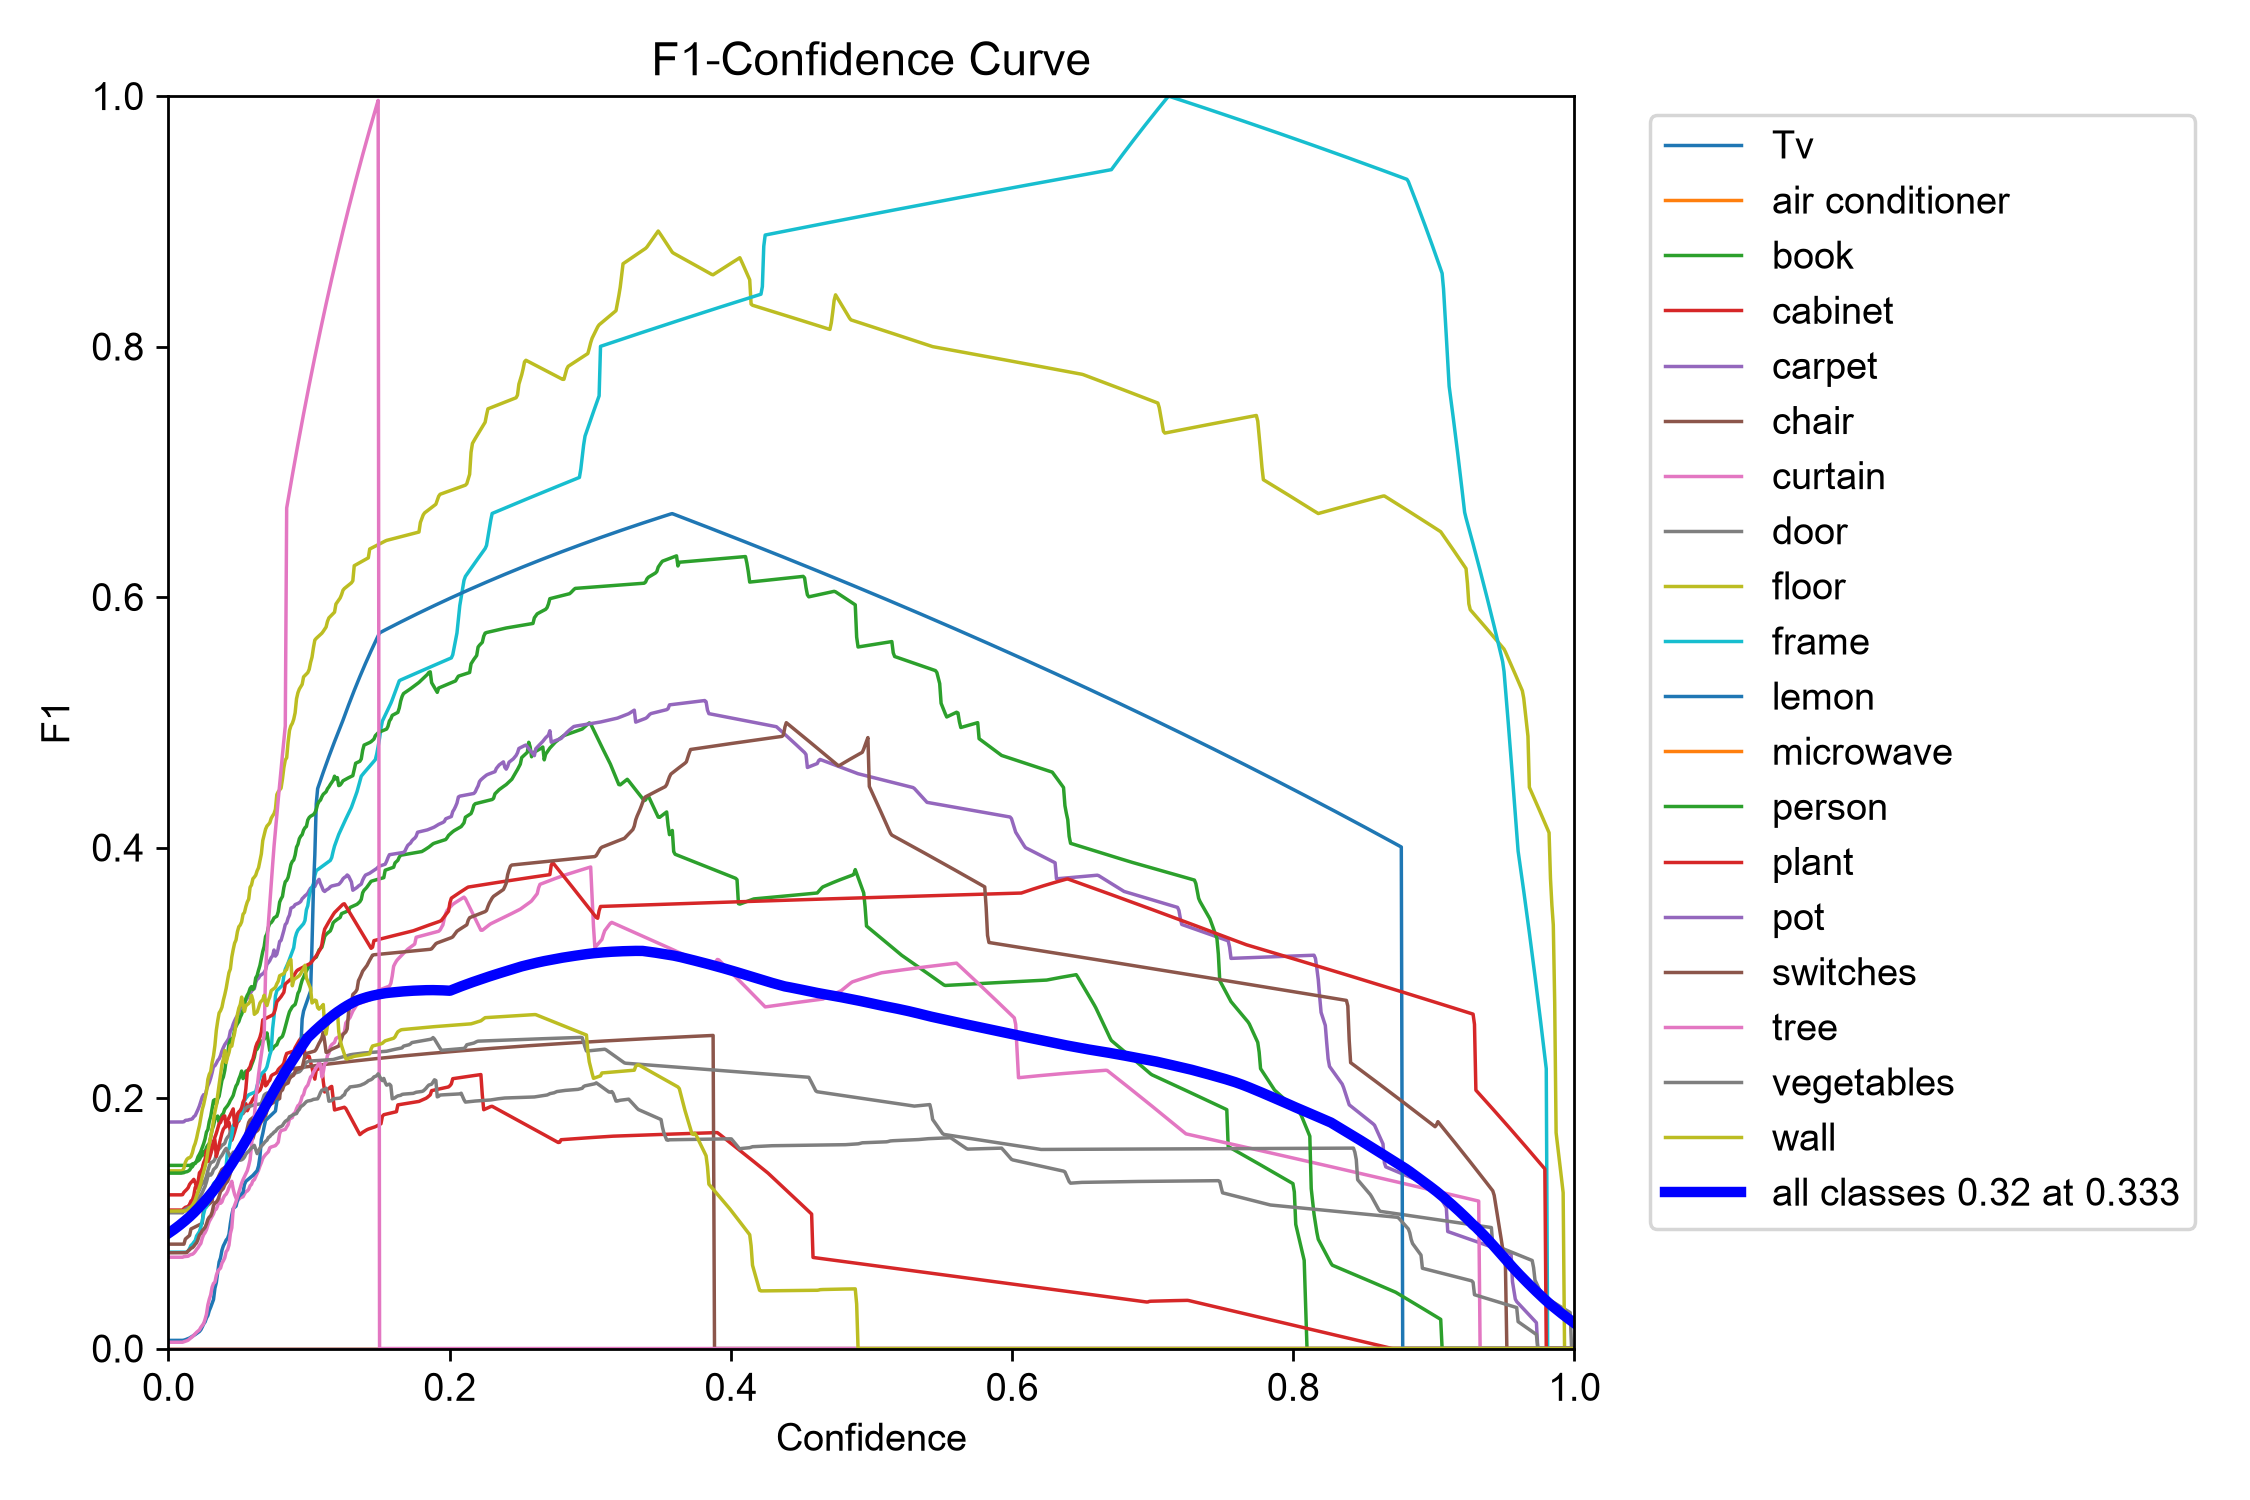 F1-Confidence Curve
1.0
0.8
0.6
0.4
0.2
0.0
F1
0.0 0.2 0.4 0.6 0.8 1.0
Confidence
Tv
air conditioner
book
cabinet
carpet
chair
curtain
door
floor
frame
lemon
microwave
person
plant
pot
switches
tree
vegetables
wall
all classes 0.32 at 0.333